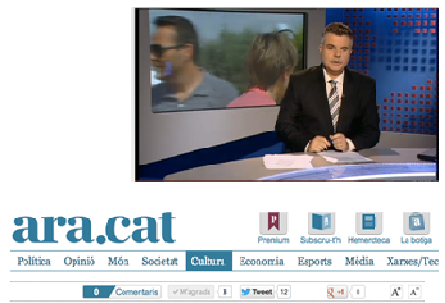 ara.cat
Premium Subscriu-t'h Hemeroteca La botiga
Política Opinió Món Societat Cultura Economia Esports Mèdia Xarxes/Tec
0 Comentaris M'agrada 1 Tweet 12 +1 1 A A